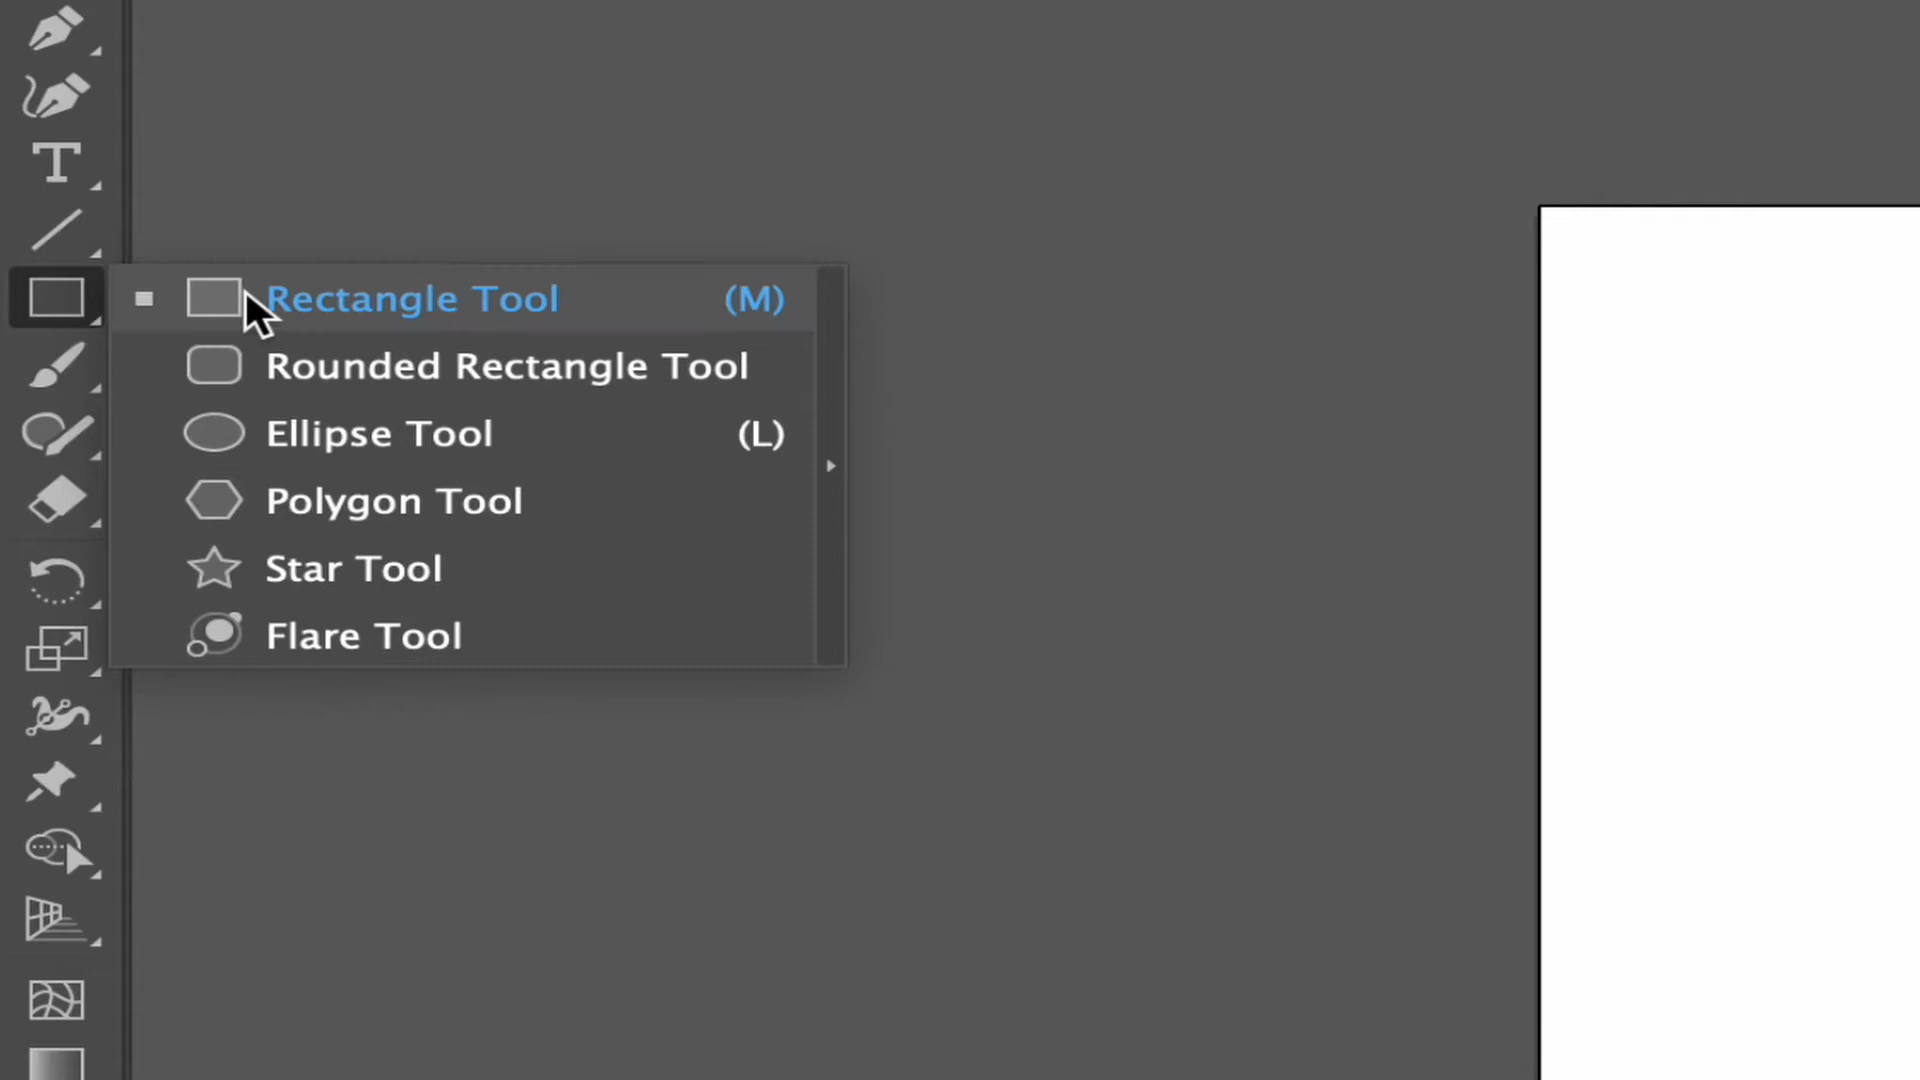 Rectangle Tool (M)
Rounded Rectangle Tool
Ellipse Tool (L)
Polygon Tool
Star Tool
Flare Tool